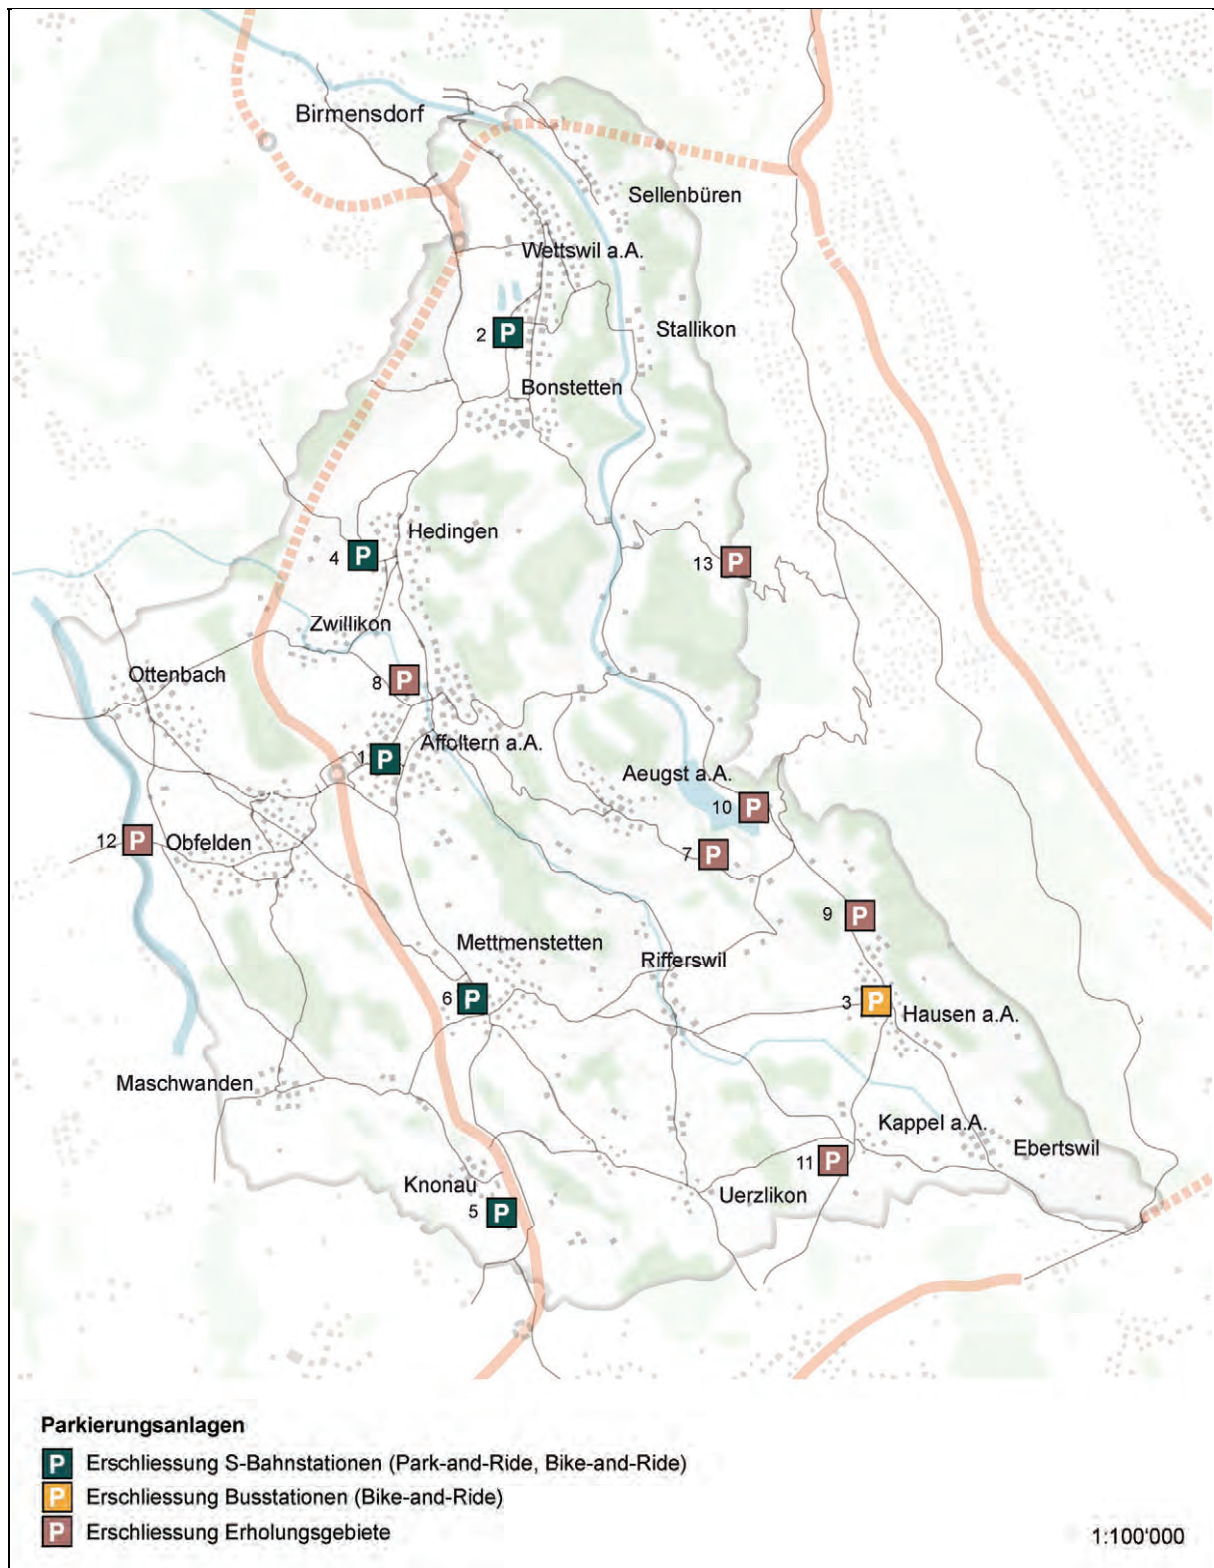 Birmensdorf
Sellenbüren
Wettswil a.A.
2 P
Stallikon
Bonstetten
Hedingen
4 P
13 P
Zwillikon
Ottenbach
8 P
Affoltern a.A.
1 P
Aeugst a.A.
10 P
12 P
Obfelden
7 P
9 P
Mettmenstetten
Rifferswil
6 P
3 P
Hausen a.A.
Maschwanden
Kappel a.A.
Ebertswil
11 P
Knonau
Uerzlikon
5 P
Parkierungsanlagen
P Erschliessung S-Bahnstationen (Park-and-Ride, Bike-and-Ride)
P Erschliessung Busstationen (Bike-and-Ride)
P Erschliessung Erholungsgebiete
1:100'000